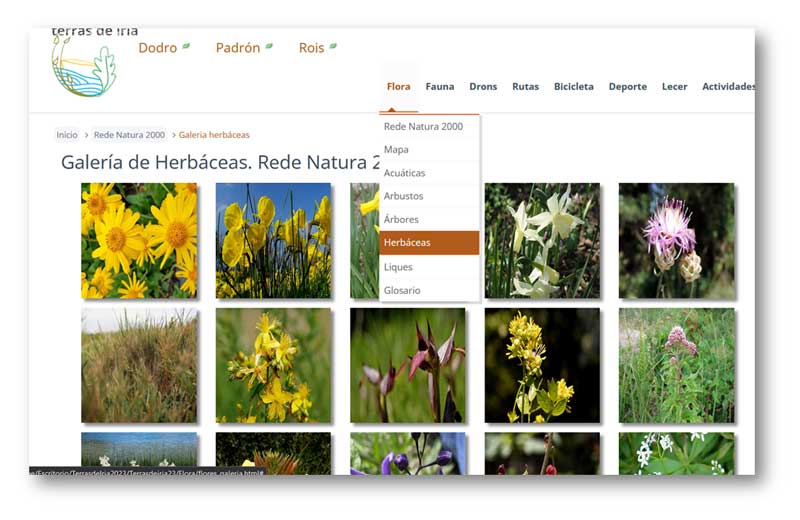 terras de iria
Dodro Padrón Rois
Flora Fauna Drons Rutas Bicicleta Deporte Lecer Actividades
Inicio > Rede Natura 2000 > Galeria herbáceas
Galería de Herbáceas. Rede Natura 2
Rede Natura 2000
Mapa
Acuáticas
Arbustos
Árbores
Herbáceas
Liques
Glosario
e/Escritorio/TerrasdeIria2023/Terrasdeiria23/Flora/flores_galeria.html#